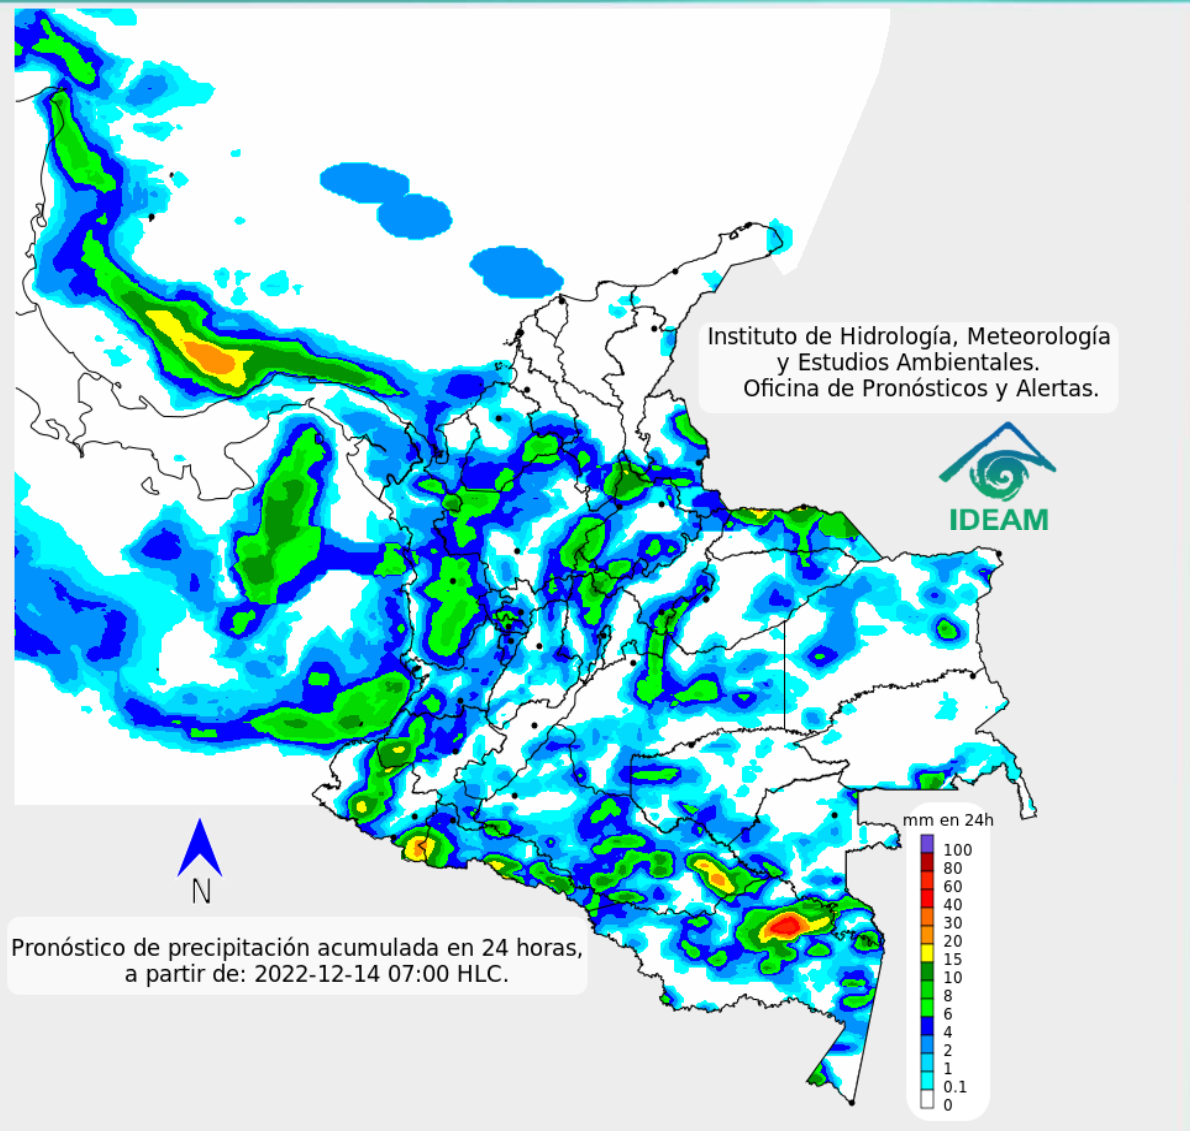 Instituto de Hidrología, Meteorología
y Estudios Ambientales.
Oficina de Pronósticos y Alertas.
IDEAM
mm en 24h
100
80
60
40
30
20
15
10
8
6
4
2
1
0.1
0
N
Pronóstico de precipitación acumulada en 24 horas,
a partir de: 2022-12-14 07:00 HLC.